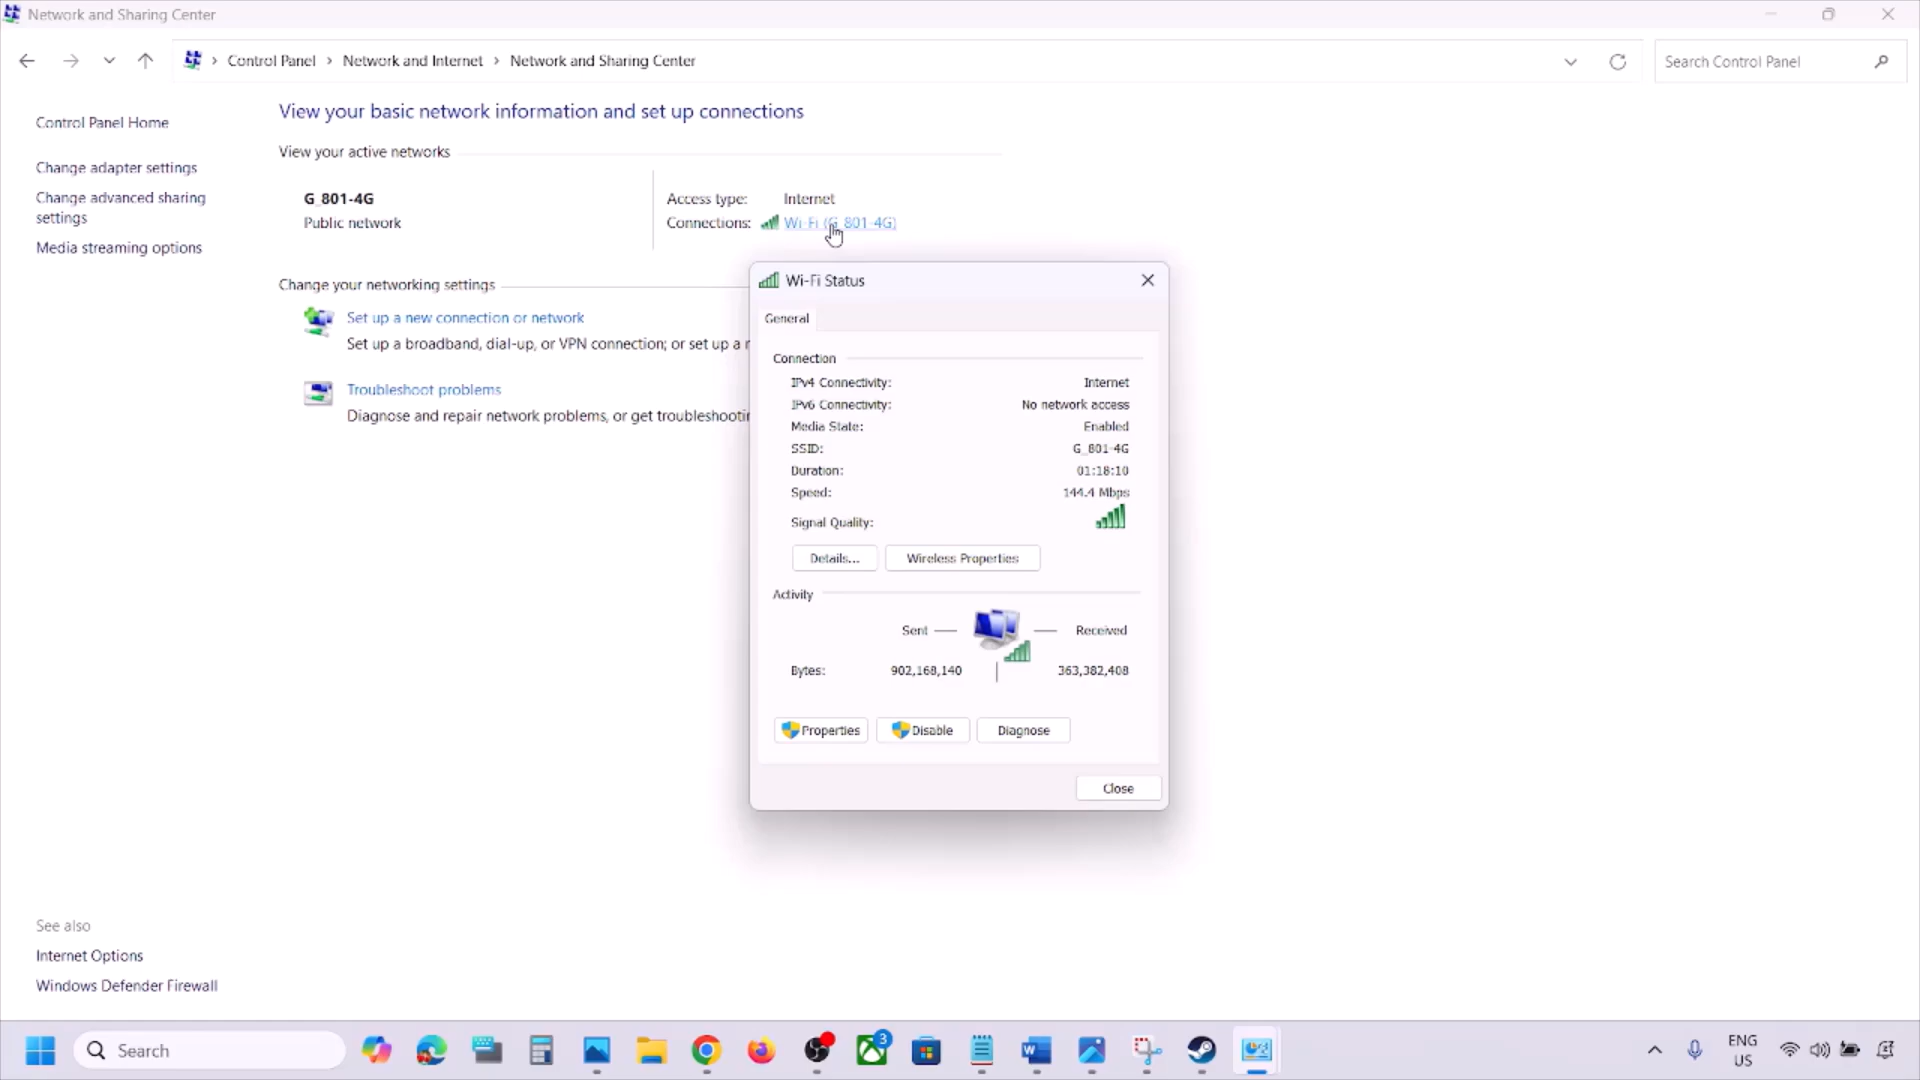 Network and Sharing Center
Control Panel > Network and Internet > Network and Sharing Center
Search Control Panel
Control Panel Home
Change adapter settings
Change advanced sharing
settings
Media streaming options
View your basic network information and set up connections
View your active networks
G_801-4G
Public network
Access type: Internet
Connections: Wi-Fi (G_801-4G)
Change your networking settings
Set up a new connection or network
Set up a broadband, dial-up, or VPN connection; or set up a
Troubleshoot problems
Diagnose and repair network problems, or get
Wi-Fi Status
General
Connection
IPv4 Connectivity: Internet
IPv6 Connectivity: No network access
Media State: Enabled
SSID: G_801-4G
Duration: 01:18:10
Speed: 144.4 Mbps
Signal Quality:
Details...
Wireless Properties
Activity
Sent — — Received
Bytes: 902,168,140 | 363,382,408
Properties
Disable
Diagnose
Close
See also
Internet Options
Windows Defender Firewall
Search
3
ENG
US